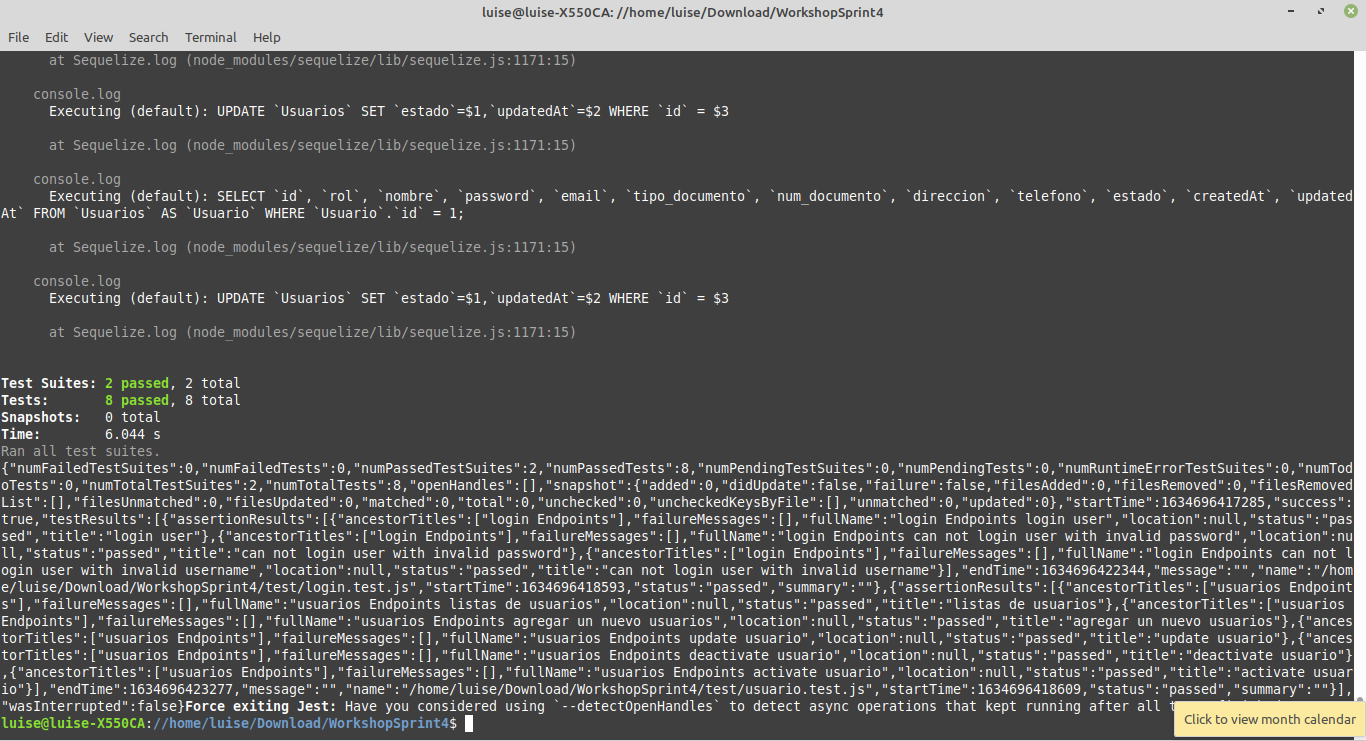 luise@luise-X550CA: //home/luise/Download/WorkshopSprint4
File Edit View Search Terminal Help
at Sequelize.log (node_modules/sequelize/lib/sequelize.js:1171:15)
console.log
Executing (default): UPDATE `Usuarios` SET `estado`=$1,`updatedAt`=$2 WHERE `id` = $3
at Sequelize.log (node_modules/sequelize/lib/sequelize.js:1171:15)
console.log
Executing (default): SELECT `id`, `rol`, `nombre`, `password`, `email`, `tipo_documento`, `num_documento`, `direccion`, `telefono`, `estado`, `createdAt`, `updated
At` FROM `Usuarios` AS `Usuario` WHERE `Usuario`.`id` = 1;
at Sequelize.log (node_modules/sequelize/lib/sequelize.js:1171:15)
console.log
Executing (default): UPDATE `Usuarios` SET `estado`=$1,`updatedAt`=$2 WHERE `id` = $3
at Sequelize.log (node_modules/sequelize/lib/sequelize.js:1171:15)
Test Suites: 2 passed, 2 total
Tests: 8 passed, 8 total
Snapshots: 0 total
Time: 6.044 s
Ran all test suites.
{"numFailedTestSuites":0,"numFailedTests":0,"numPassedTestSuites":2,"numPassedTests":8,"numPendingTestSuites":0,"numPendingTests":0,"numRuntimeErrorTestSuites":0,"numTod
oTests":0,"numTotalTestSuites":2,"numTotalTests":8,"openHandles":[],"snapshot":{"added":0,"didUpdate":false,"failure":false,"filesAdded":0,"filesRemoved":0,"filesRemoved
List":[],"filesUnmatched":0,"filesUpdated":0,"matched":0,"total":0,"unchecked":0,"uncheckedKeysByFile":[],"unmatched":0,"updated":0},"startTime":1634696417285,"success":
true,"testResults":[{"assertionResults":[{"ancestorTitles":["login Endpoints"],"failureMessages":[],"fullName":"login Endpoints login user","location":null,"status":"pas
sed","title":"login user"},{"ancestorTitles":["login Endpoints"],"failureMessages":[],"fullName":"login Endpoints can not login user with invalid password","location":nu
ll,"status":"passed","title":"can not login user with invalid password"},{"ancestorTitles":["login Endpoints"],"failureMessages":[],"fullName":"login Endpoints can not l
ogin user with invalid username","location":null,"status":"passed","title":"can not login user with invalid username"}],"endTime":1634696422344,"message":"","name":"/hom
e/luise/Download/WorkshopSprint4/test/login.test.js","startTime":1634696418593,"status":"passed","summary":""},{"assertionResults":[{"ancestorTitles":["usuarios Endpoint
s"],"failureMessages":[],"fullName":"usuarios Endpoints listas de usuarios","location":null,"status":"passed","title":"listas de usuarios"},{"ancestorTitles":["usuarios 
Endpoints"],"failureMessages":[],"fullName":"usuarios Endpoints agregar un nuevo usuarios","location":null,"status":"passed","title":"agregar un nuevo usuarios"},{"ances
torTitles":["usuarios Endpoints"],"failureMessages":[],"fullName":"usuarios Endpoints update usuario","location":null,"status":"passed","title":"update usuario"},{"ances
torTitles":["usuarios Endpoints"],"failureMessages":[],"fullName":"usuarios Endpoints deactivate usuario","location":null,"status":"passed","title":"deactivate usuario"}
,{"ancestorTitles":["usuarios Endpoints"],"failureMessages":[],"fullName":"usuarios Endpoints activate usuario","location":null,"status":"passed","title":"activate usuar
io"}],"endTime":1634696423277,"message":"","name":"/home/luise/Download/WorkshopSprint4/test/usuario.test.js","startTime":1634696418609,"status":"passed","summary":""}],
"wasInterrupted":false}Force exiting Jest: Have you considered using `--detectOpenHandles` to detect async operations that kept running after all
luise@luise-X550CA://home/luise/Download/WorkshopSprint4$
Click to view month calendar